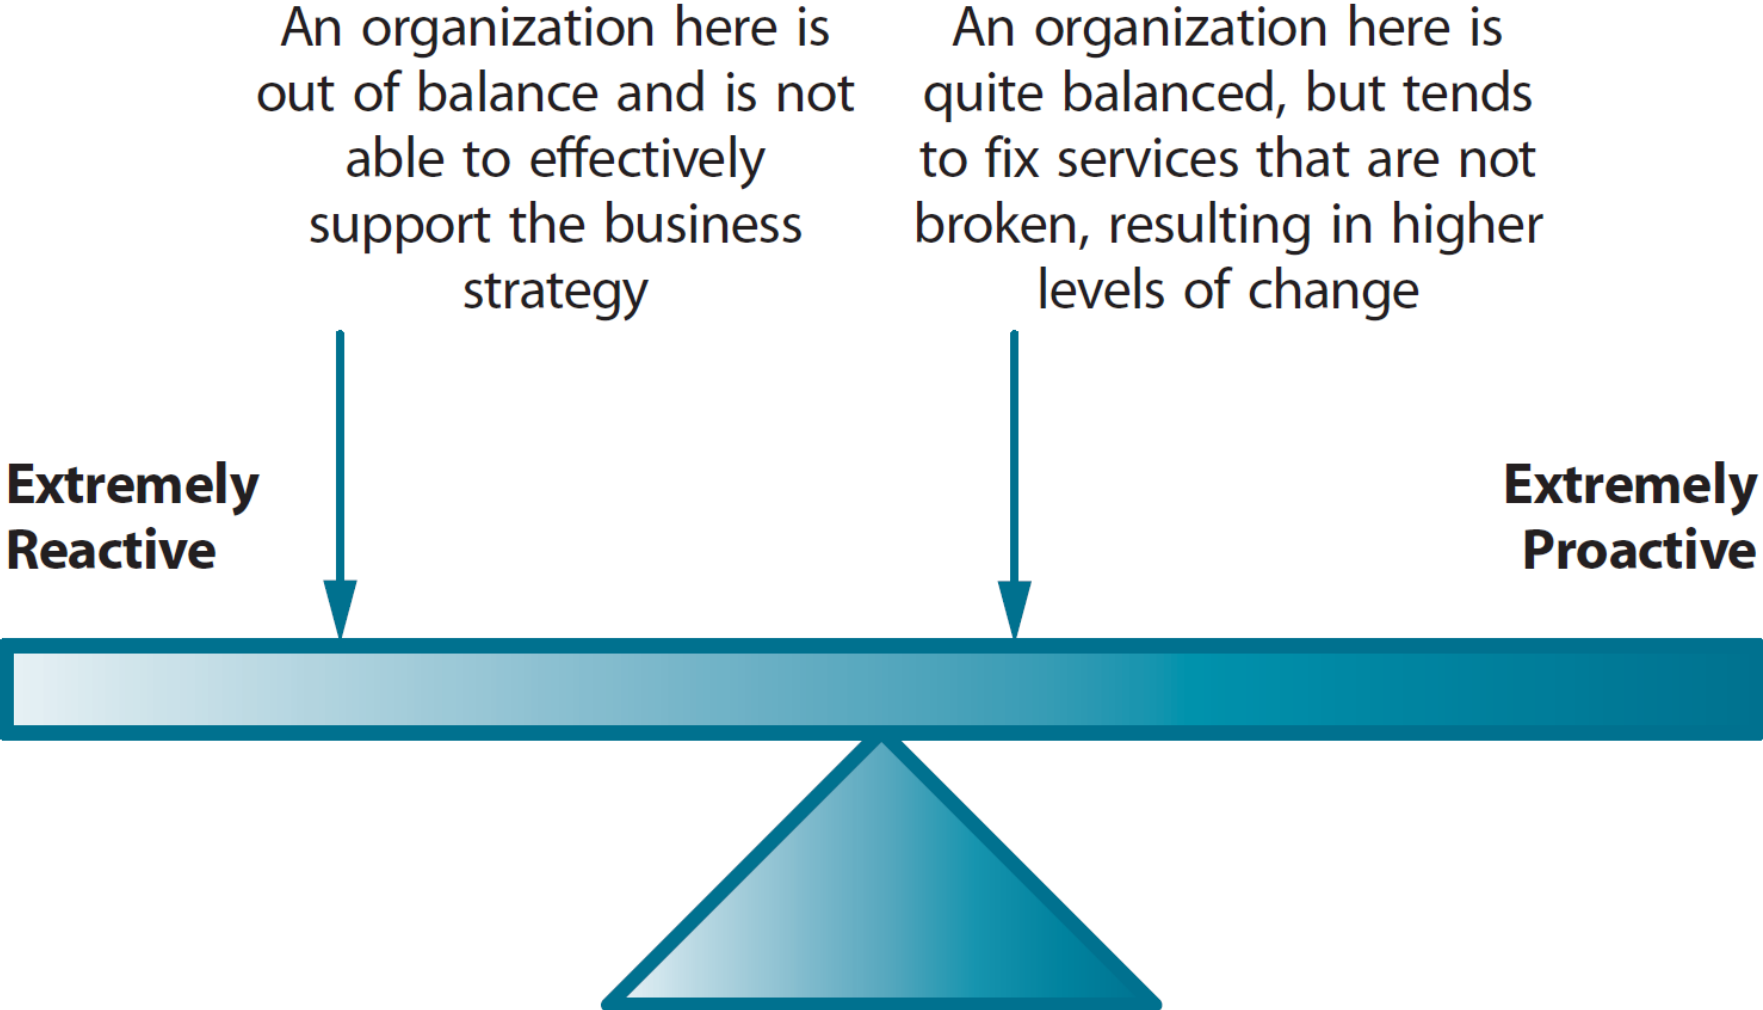 An organization here is
out of balance and is not
able to effectively
support the business
strategy
An organization here is
quite balanced, but tends
to fix services that are not
broken, resulting in higher
levels of change
Extremely
Reactive
Extremely
Proactive